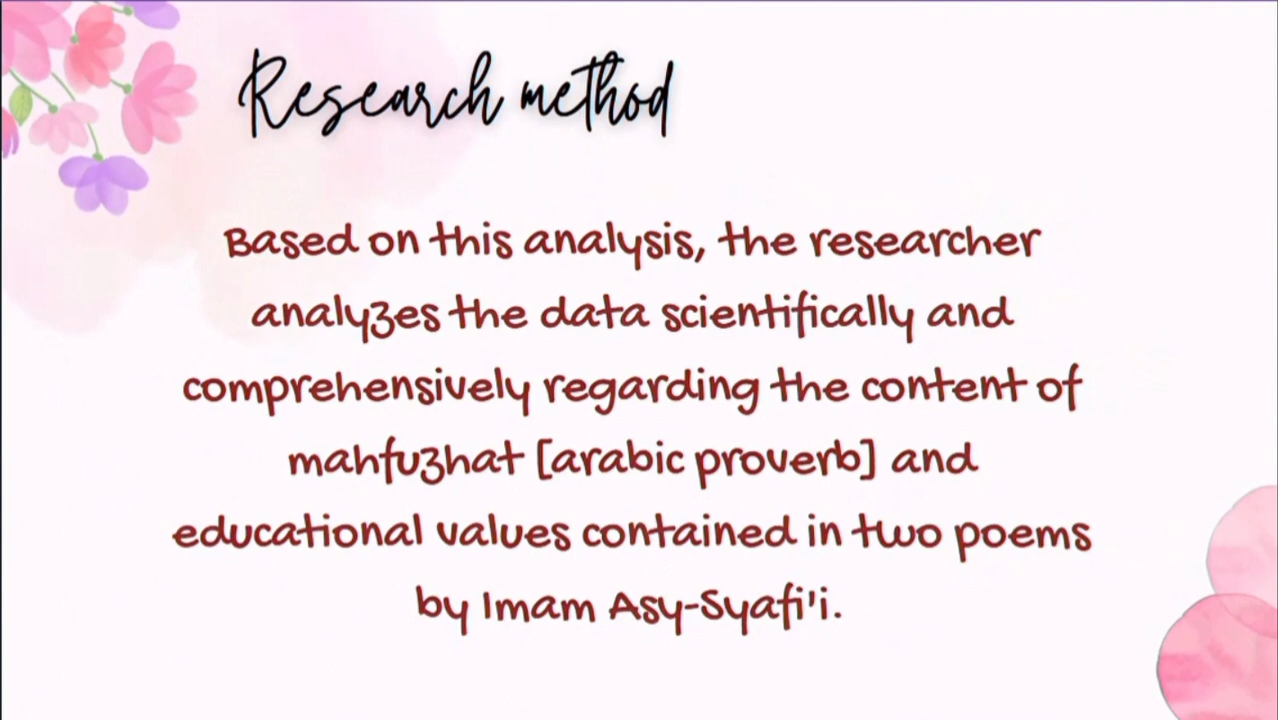 Research method
Based on this analysis, the researcher
analyzes the data scientifically and
comprehensively regarding the content of
mahfuzhat [arabic proverb] and
educational values contained in two poems
by Imam Asy-Syafi'i.